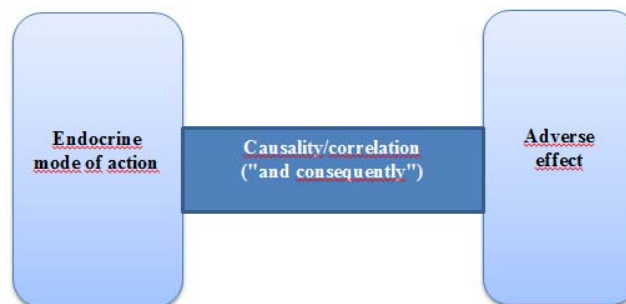 Endocrine
mode of action
Causality/correlation
("and consequently")
Adverse
effect